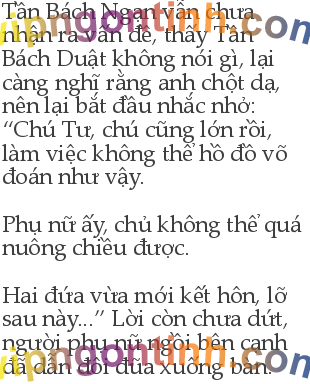 Tần Bách Ngạn vẫn chưa
nhận ra vấn đề, thấy Tần
Bách Duật không nói gì, lại
càng nghĩ rằng anh chột dạ,
nên lại bắt đầu nhắc nhở:
“Chú Tư, chú cũng lớn rồi,
làm việc không thể hồ đồ võ
đoán như vậy.
Phụ nữ ấy, chủ không thể quá
nuông chiều được.
Hai đứa vừa mới kết hôn, lỡ
sau này...” Lời còn chưa dứt,
người phụ nữ ngồi bên cạnh
đã dằn đôi đũa xuống bàn.